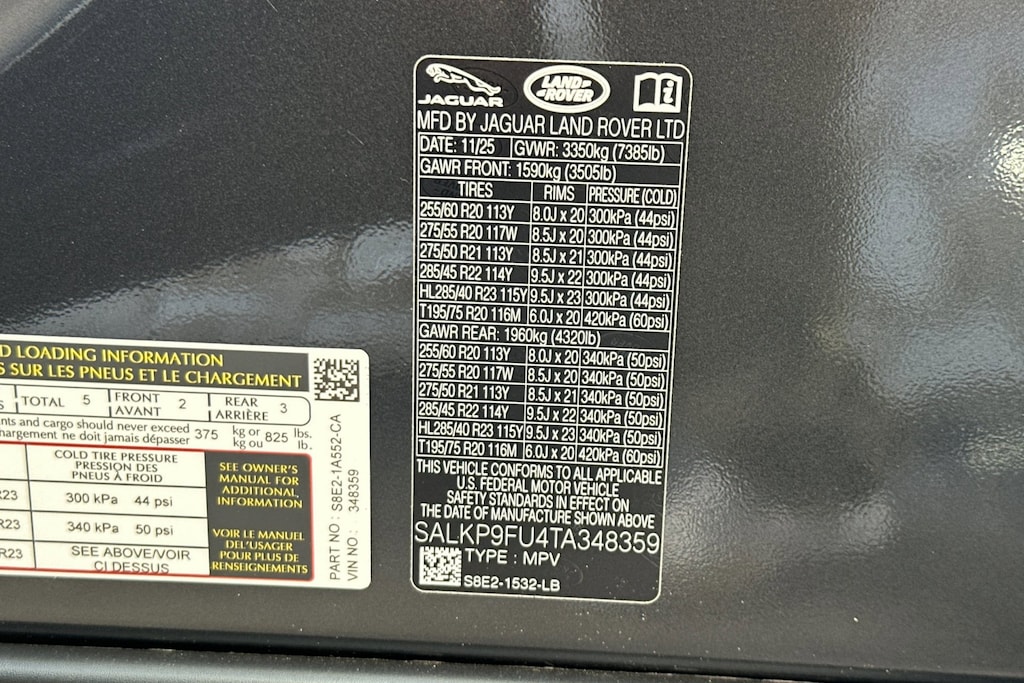 JAGUAR
LAND ROVER
MFD BY JAGUAR LAND ROVER LTD
DATE: 11/25 GVWR: 3350kg (7385lb)
GAWR FRONT: 1590kg (3505lb)
TIRES RIMS PRESSURE (COLD)
255/60 R20 113Y 8.0J x 20 300kPa (44psi)
275/55 R20 117W 8.5J x 20 300kPa (44psi)
275/50 R21 113Y 8.5J x 21 300kPa (44psi)
285/45 R22 114Y 9.5J x 22 300kPa (44psi)
HL285/40 R23 115Y 9.5J x 23 300kPa (44psi)
T195/75 R20 116M 6.0J x 20 420kPa (60psi)
GAWR REAR: 1960kg (4320lb)
255/60 R20 113Y 8.0J x 20 340kPa (50psi)
275/55 R20 117W 8.5J x 20 340kPa (50psi)
275/50 R21 113Y 8.5J x 21 340kPa (50psi)
285/45 R22 114Y 9.5J x 22 340kPa (50psi)
HL285/40 R23 115Y 9.5J x 23 340kPa (50psi)
T195/75 R20 116M 6.0J x 20 420kPa (60psi)
THIS VEHICLE CONFORMS TO ALL APPLICABLE
U.S. FEDERAL MOTOR VEHICLE
SAFETY STANDARDS IN EFFECT ON
THE DATE OF MANUFACTURE SHOWN ABOVE
SALKP9FU4TA348359
TYPE : MPV
S8E2-1532-LB
D LOADING INFORMATION
S SUR LES PNEUS ET LE CHARGEMENT
S TOTAL 5 FRONT AVANT 2 REAR ARRIÈRE 3
nts and cargo should never exceed 375 kg or 825 lbs.
hargement ne doit jamais dépasser kg ou lb.
COLD TIRE PRESSURE
PRESSION DES
PNEUS À FROID
R23 300 kPa 44 psi
R23 340 kPa 50 psi
R23 SEE ABOVE/VOIR
CI DESSUS
SEE OWNER'S
MANUAL FOR
ADDITIONAL
INFORMATION
VOIR LE MANUEL
DEL'USAGER
POUR PLUS DE
RENSEIGNEMENTS
PART NO : S8E2-1A552-CA
VIN NO : 348359